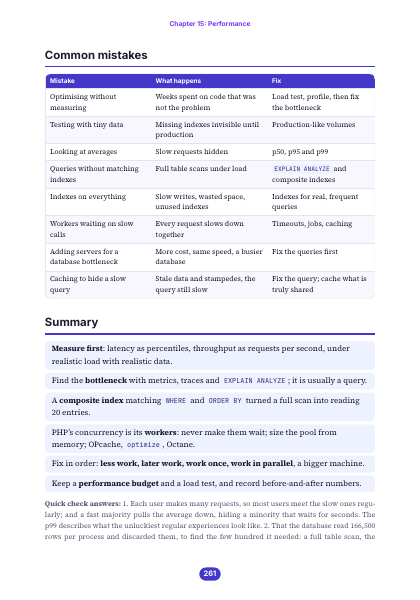 Chapter 15: Performance
Common mistakes
Mistake What happens Fix
Optimising without measuring Weeks spent on code that was not the problem Load test, profile, then fix the bottleneck
Testing with tiny data Missing indexes invisible until production Production-like volumes
Looking at averages Slow requests hidden p50, p95 and p99
Queries without matching indexes Full table scans under load EXPLAIN ANALYZE and composite indexes
Indexes on everything Slow writes, wasted space, unused indexes Indexes for real, frequent queries
Workers waiting on slow calls Every request slows down together Timeouts, jobs, caching
Adding servers for a database bottleneck More cost, same speed, a busier database Fix the queries first
Caching to hide a slow query Stale data and stampedes, the query still slow Fix the query; cache what is truly shared
Summary
Measure first: latency as percentiles, throughput as requests per second, under
realistic load with realistic data.
Find the bottleneck with metrics, traces and EXPLAIN ANALYZE; it is usually a query.
A composite index matching WHERE and ORDER BY turned a full scan into reading
20 entries.
PHP's concurrency is its workers: never make them wait; size the pool from
memory; OPcache, optimize, Octane.
Fix in order: less work, later work, work once, work in parallel, a bigger machine.
Keep a performance budget and a load test, and record before-and-after numbers.
Quick check answers: 1. Each user makes many requests, so most users meet the slow ones regu-
larly; and a fast majority pulls the average down, hiding a minority that waits for seconds. The
p99 describes what the unluckiest regular experiences look like. 2. That the database read 166,500
rows per process and discarded them, to find the few hundred it needed: a full table scan, the
261